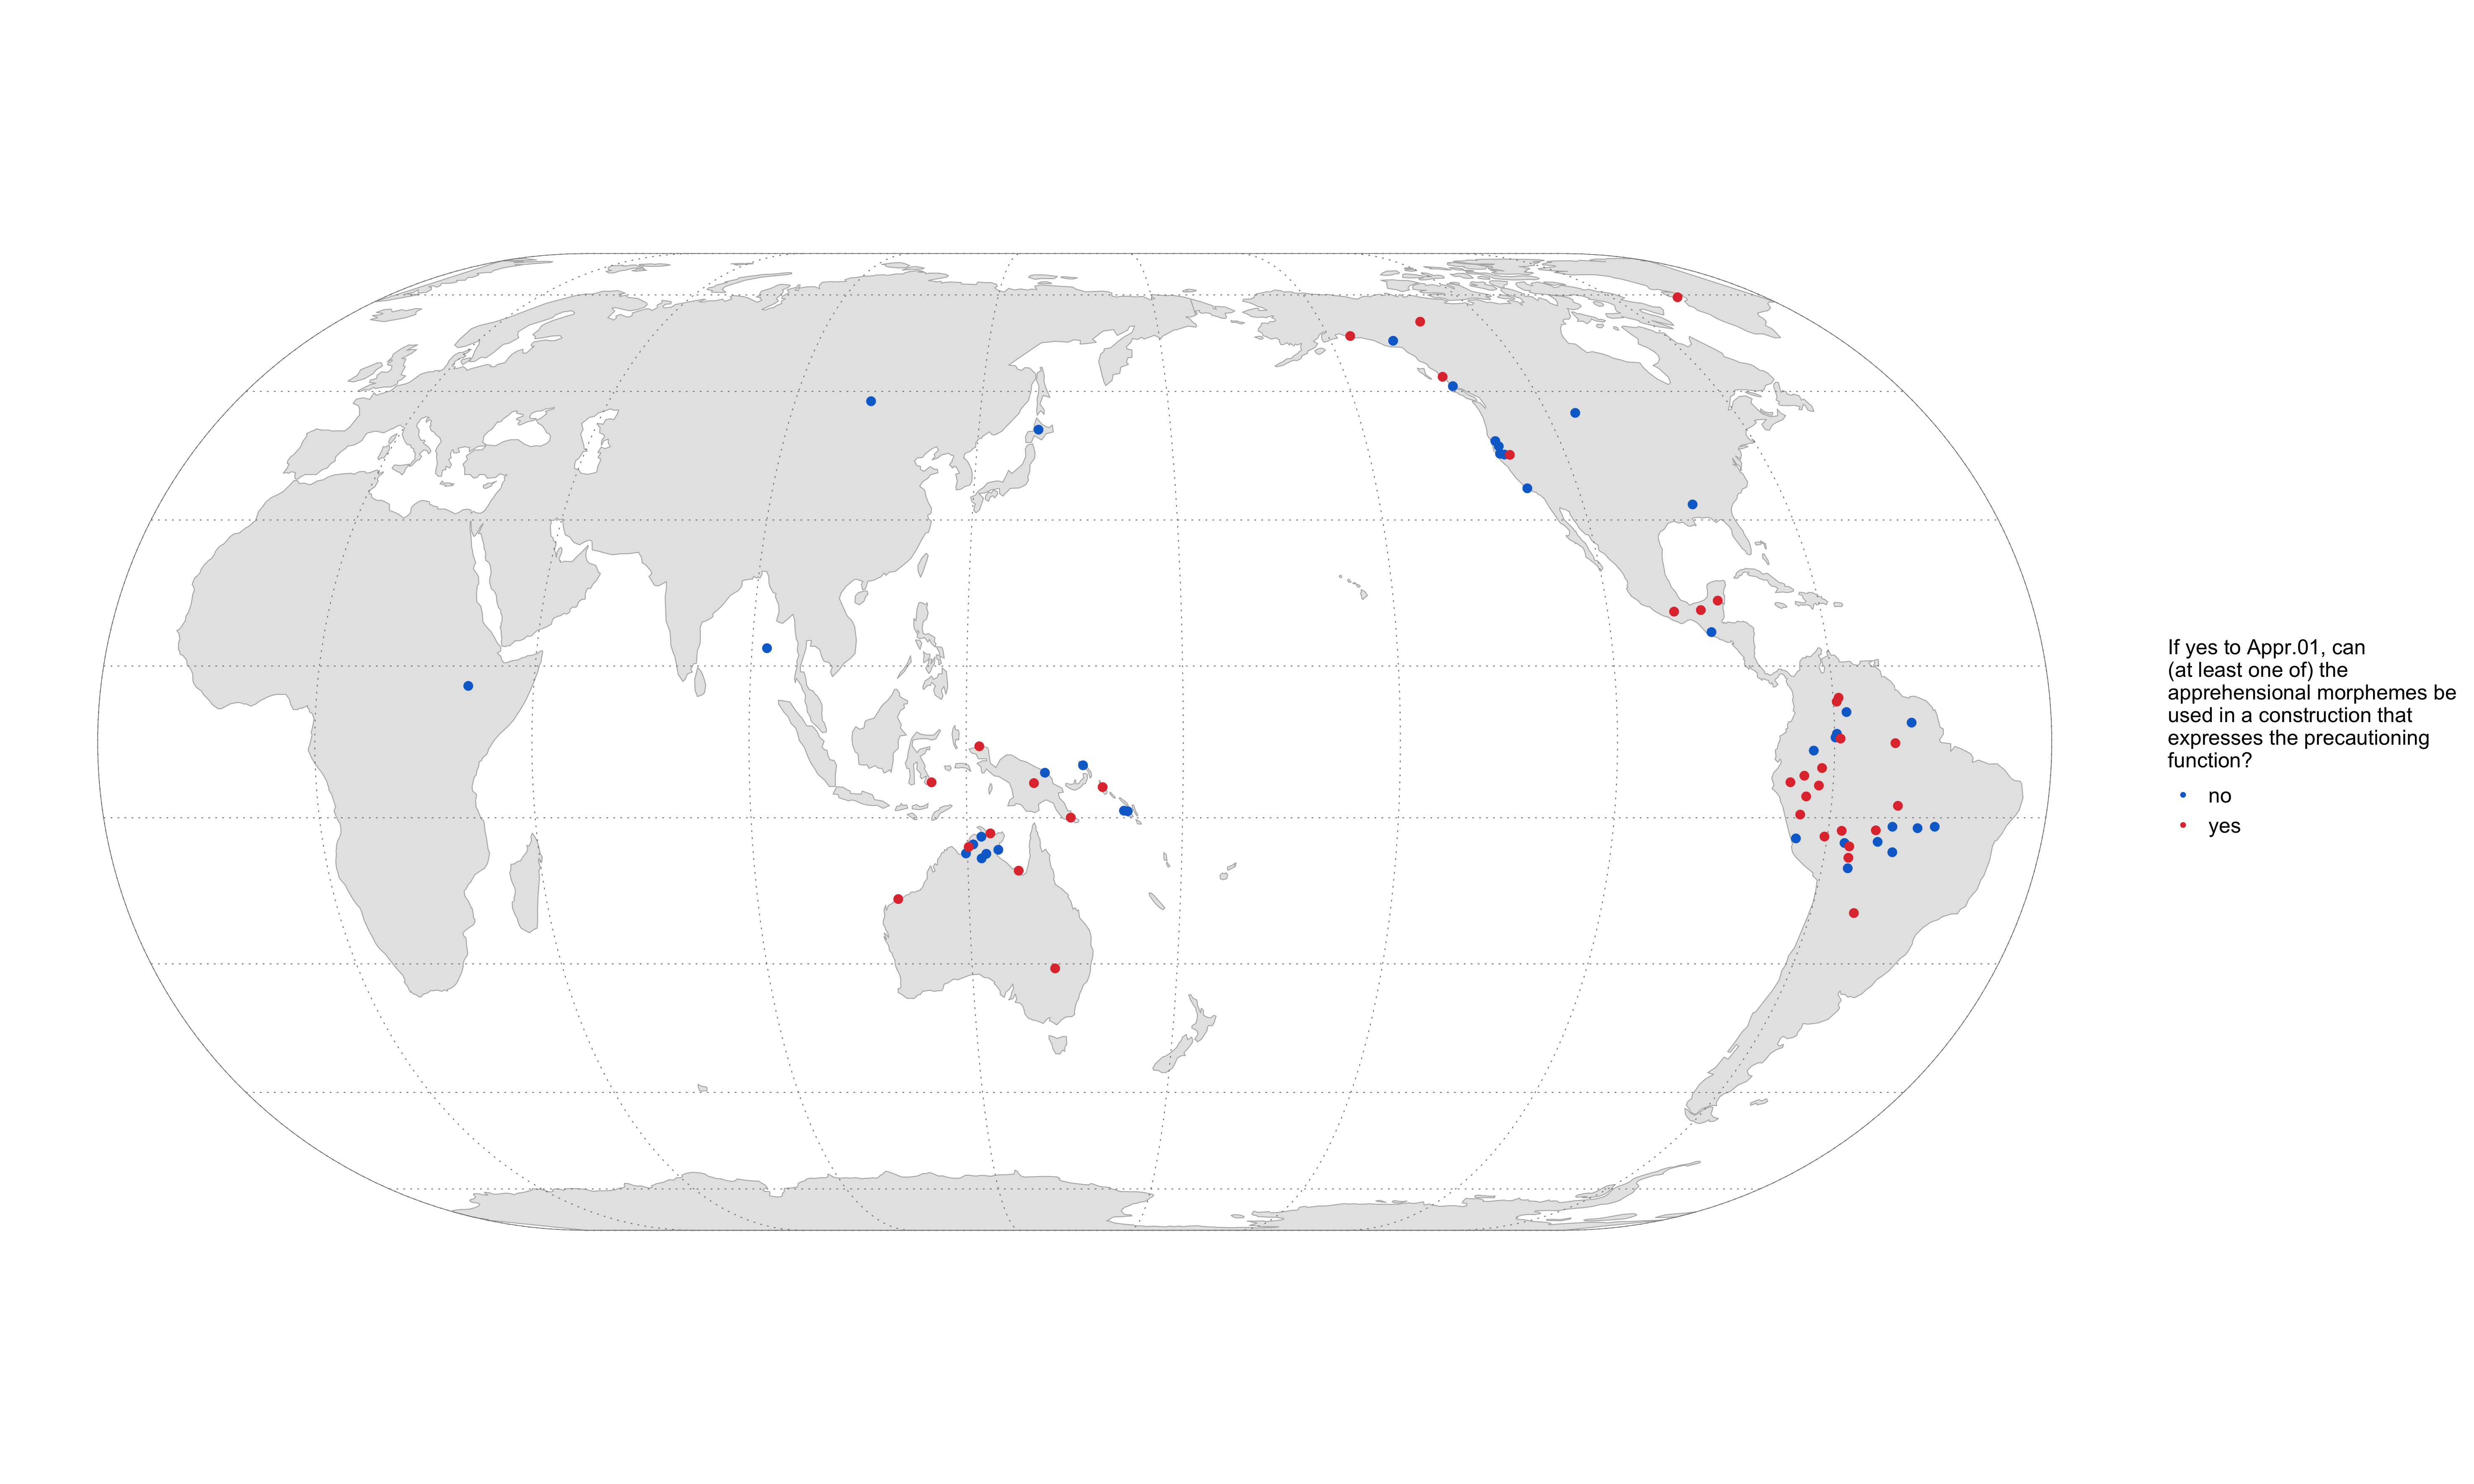 If yes to Appr.01, can
(at least one of) the
apprehensional morphemes be
used in a construction that
expresses the precautioning
function?
no
yes